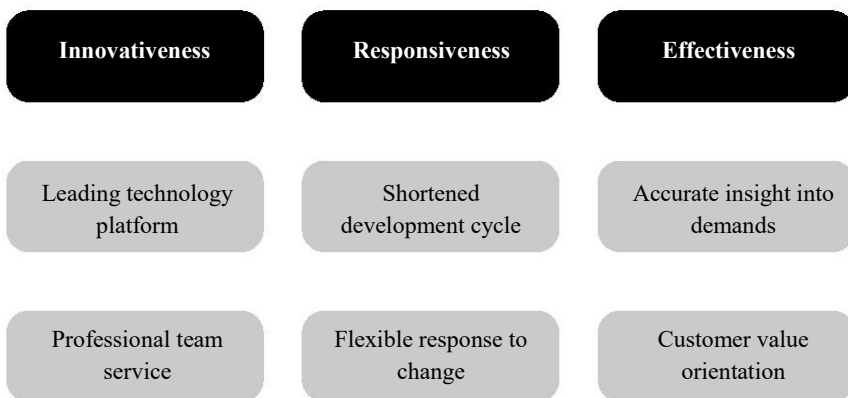 Innovativeness
Responsiveness
Effectiveness
Leading technology
platform
Shortened
development cycle
Accurate insight into
demands
Professional team
service
Flexible response to
change
Customer value
orientation